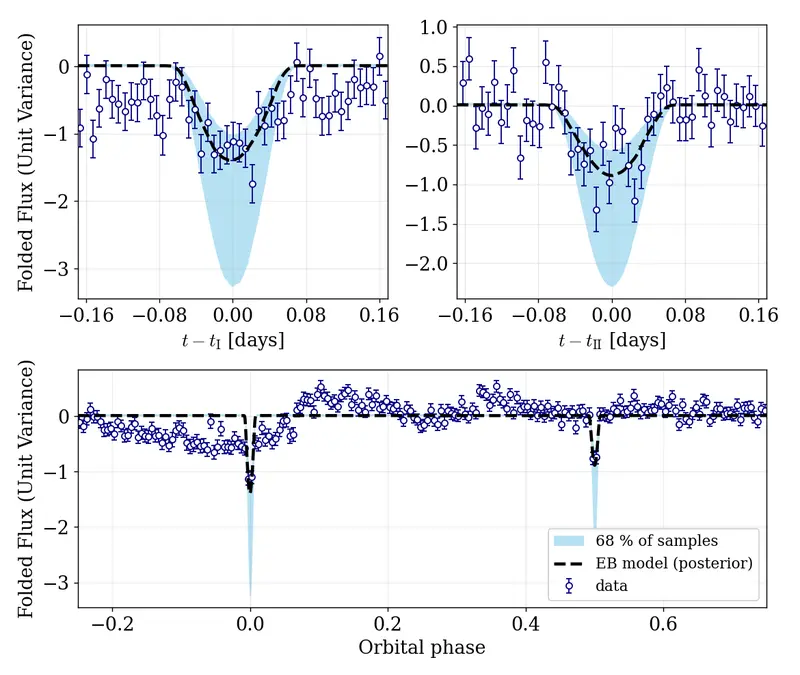 Folded Flux (Unit Variance)
0
−1
−2
−3
−0.16 −0.08 0.00 0.08 0.16
t − t_I [days]
1.0
0.5
0.0
−0.5
−1.0
−1.5
−2.0
−0.16 −0.08 0.00 0.08 0.16
t − t_II [days]
Folded Flux (Unit Variance)
0
−1
−2
−3
−0.2 0.0 0.2 0.4 0.6
Orbital phase
68 % of samples
EB model (posterior)
data